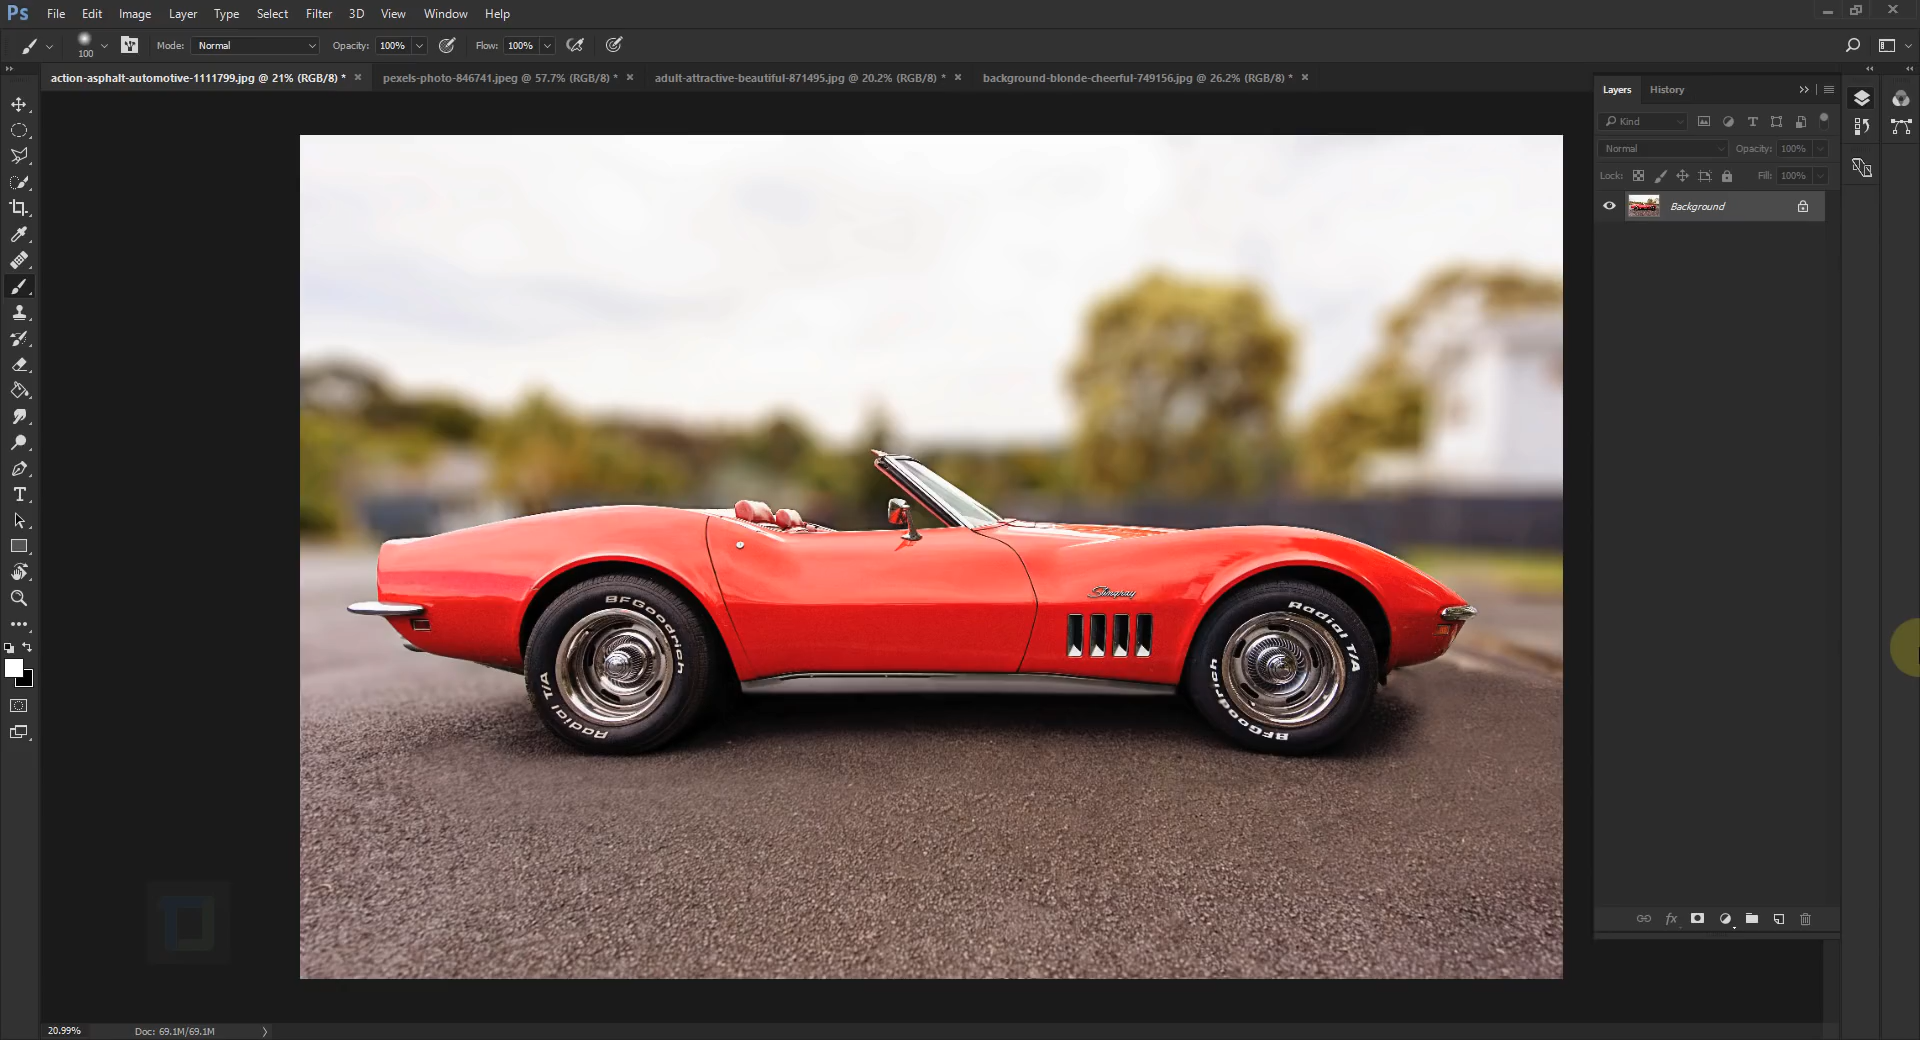 Ps File Edit Image Layer Type Select Filter 3D View Window Help
100 Mode: Normal Opacity: 100% Flow: 100%
action-asphalt-automotive-1111799.jpg @ 21% (RGB/8) * pexels-photo-846741.jpeg @ 57.7% (RGB/8) * adult-attractive-beautiful-871495.jpg @ 20.2% (RGB/8) * background-blonde-cheerful-749156.jpg @ 26.2% (RGB/8) *
Layers History
Kind
Normal Opacity: 100%
Lock: Fill: 100%
Background
Stingray
BFGoodrich
Radial T/A
Radial T/A
BFGoodrich
fx
20.99% Doc: 69.1M/69.1M